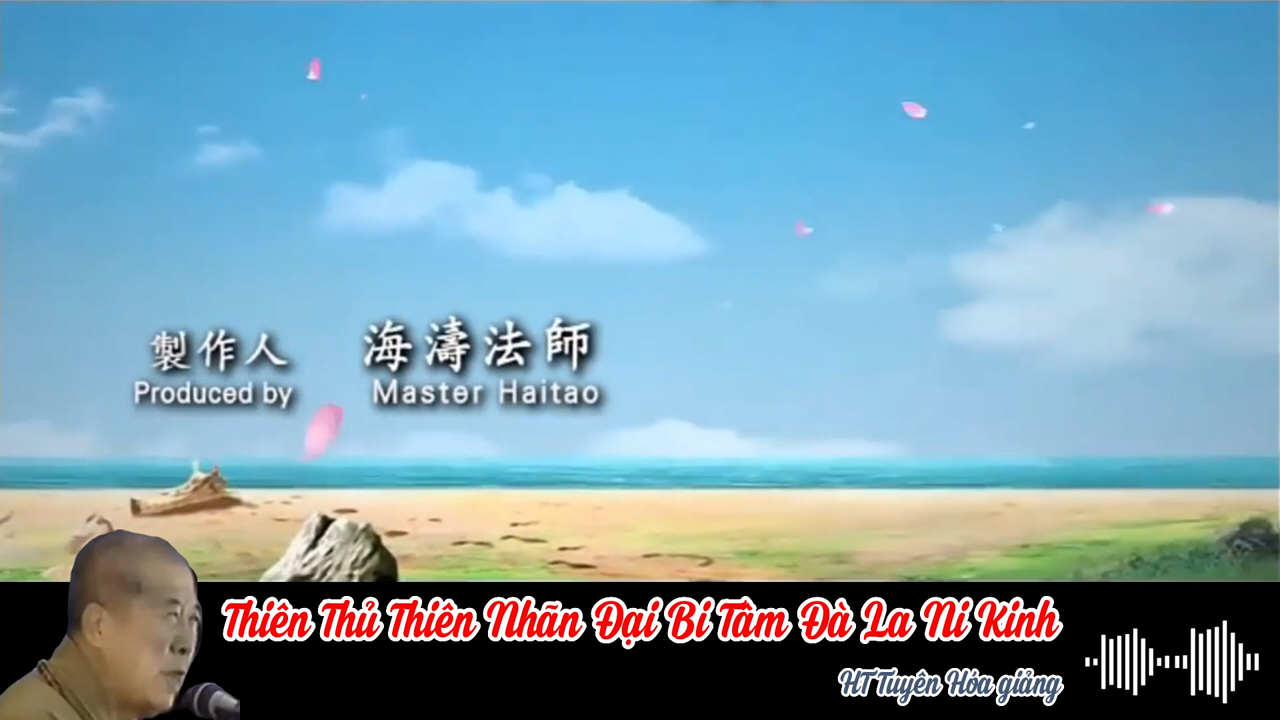 製作人 海濤法師
Produced by Master Haitao
Thiên Thủ Thiên Nhãn Đại Bi Tâm Đà La Ni Kinh
HT Tuyên Hóa giảng